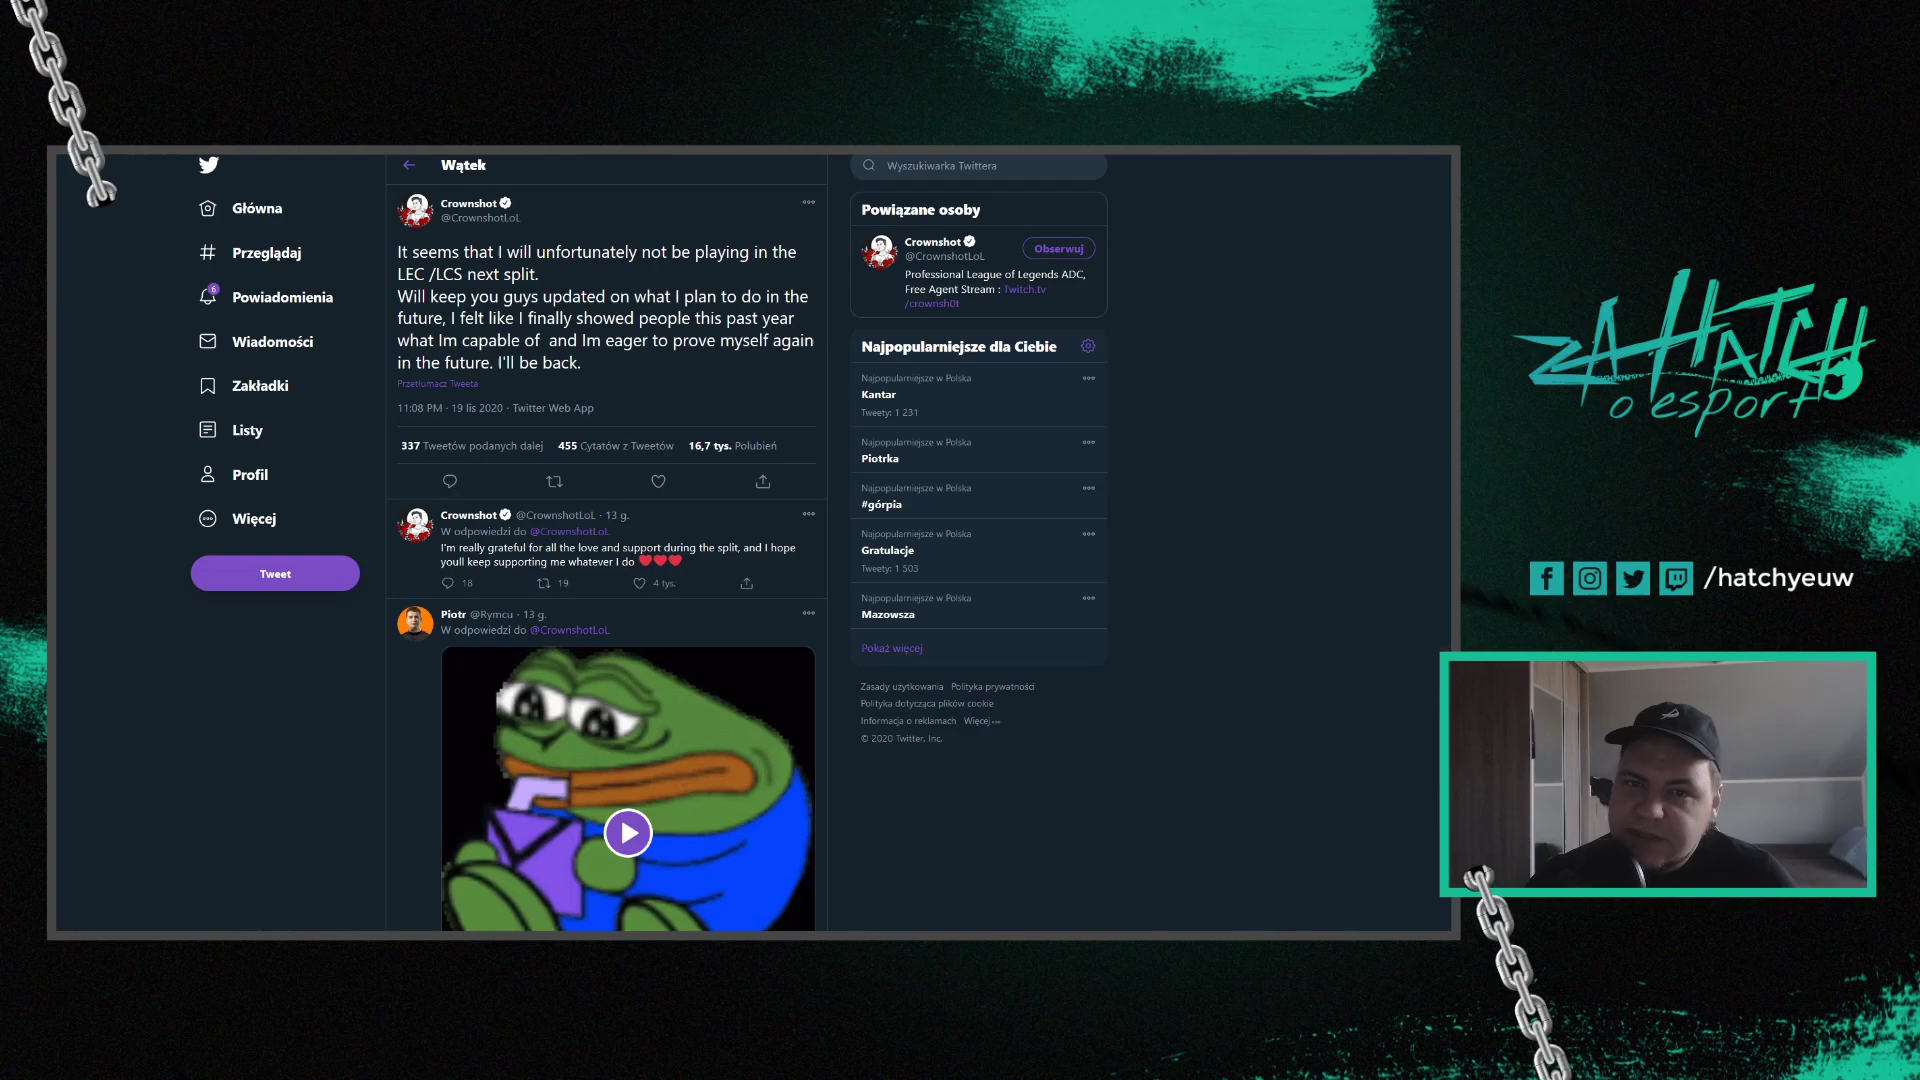 Główna
Przeglądaj
6
Powiadomienia
Wiadomości
Zakładki
Listy
Profil
Więcej
Tweet
Wątek
Crownshot
@CrownshotLoL
It seems that I will unfortunately not be playing in the
LEC /LCS next split.
Will keep you guys updated on what I plan to do in the
future, I felt like I finally showed people this past year
what Im capable of  and Im eager to prove myself again
in the future. I'll be back.
Przetłumacz Tweeta
11:08 PM · 19 lis 2020 · Twitter Web App
337 Tweetów podanych dalej 455 Cytatów z Tweetów 16,7 tys. Polubień
Crownshot @CrownshotLoL · 13 g.
W odpowiedzi do @CrownshotLoL
I'm really grateful for all the love and support during the split, and I hope
youll keep supporting me whatever I do ❤❤❤
18 19 4 tys.
Piotr @Rymcu · 13 g.
W odpowiedzi do @CrownshotLoL
Wyszukiwarka Twittera
Powiązane osoby
Crownshot
@CrownshotLoL
Obserwuj
Professional League of Legends ADC,
Free Agent Stream : Twitch.tv
/crownsh0t
Najpopularniejsze dla Ciebie
Najpopularniejsze w Polska
Kantar
Tweety: 1 231
Najpopularniejsze w Polska
Piotrka
Najpopularniejsze w Polska
#górpia
Najpopularniejsze w Polska
Gratulacje
Tweety: 1 503
Najpopularniejsze w Polska
Mazowsza
Pokaż więcej
Zasady użytkowania Polityka prywatności
Polityka dotycząca plików cookie
Informacja o reklamach Więcej
© 2020 Twitter, Inc.
ZA HATCH
o esport
/hatchyeuw